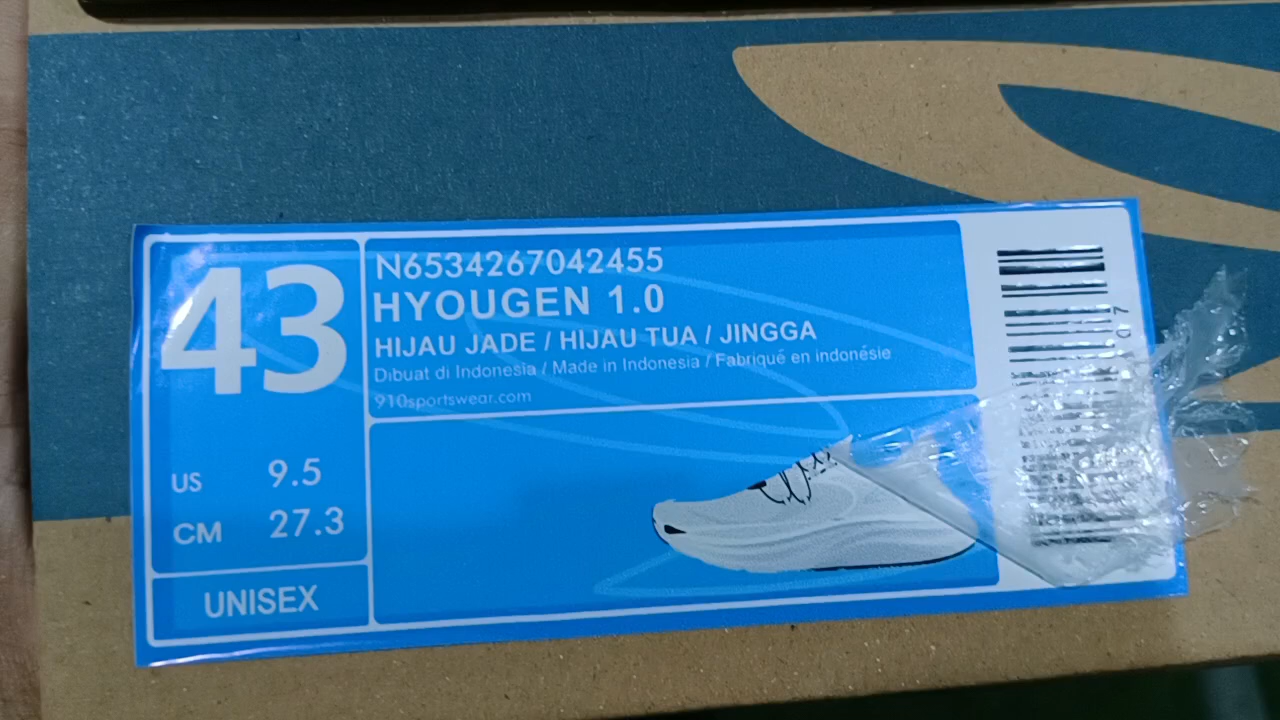 43
US 9.5
CM 27.3
UNISEX
N6534267042455
HYOUGEN 1.0
HIJAU JADE / HIJAU TUA / JINGGA
Dibuat di Indonesia / Made in Indonesia / Fabriqué en indonésie
910sportswear.com